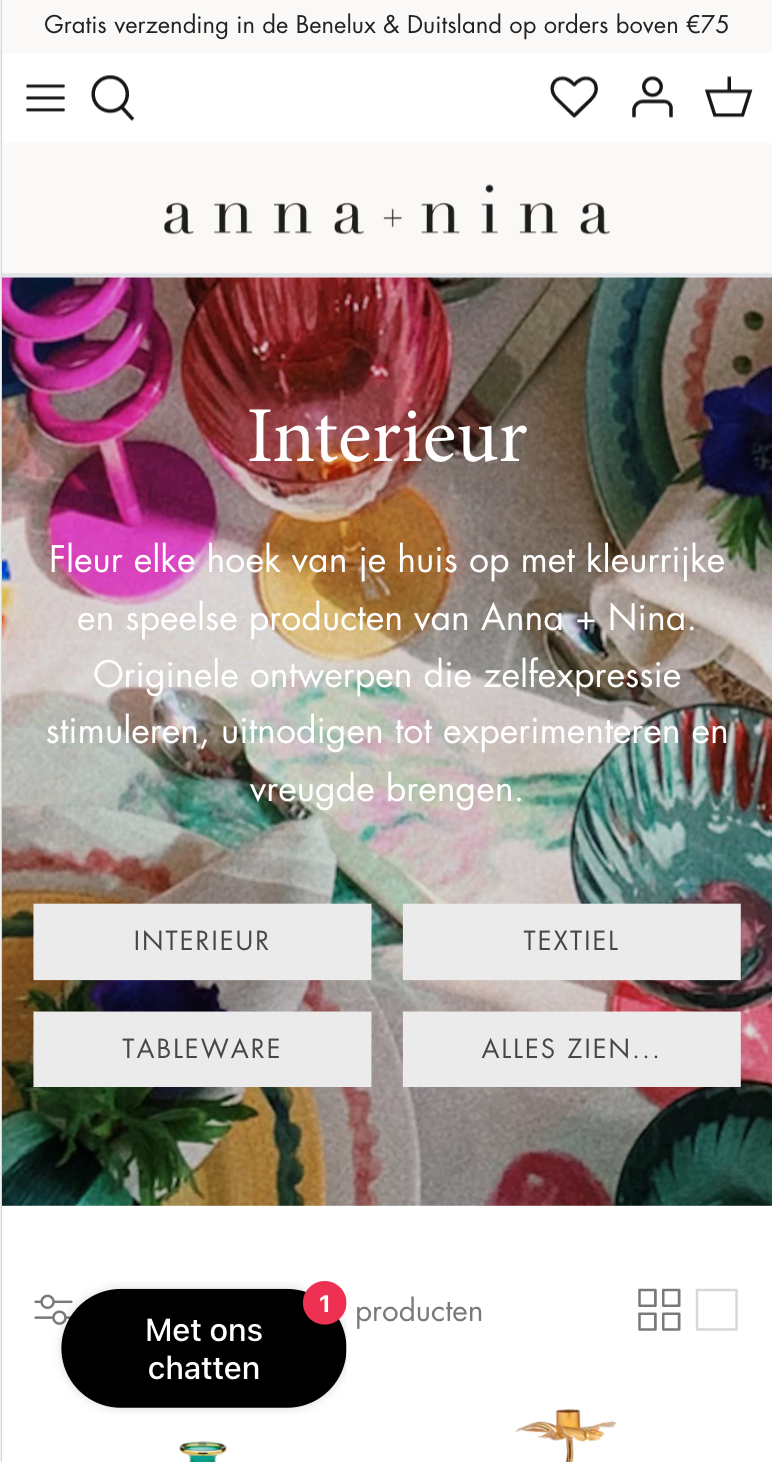 Gratis verzending in de Benelux & Duitsland op orders boven €75
anna+nina
Interieur
Fleur elke hoek van je huis op met kleurrijke
en speelse producten van Anna + Nina.
Originele ontwerpen die zelfexpressie
stimuleren, uitnodigen tot experimenteren en
vreugde brengen.
INTERIEUR
TEXTIEL
TABLEWARE
ALLES ZIEN...
producten
1
Met ons
chatten